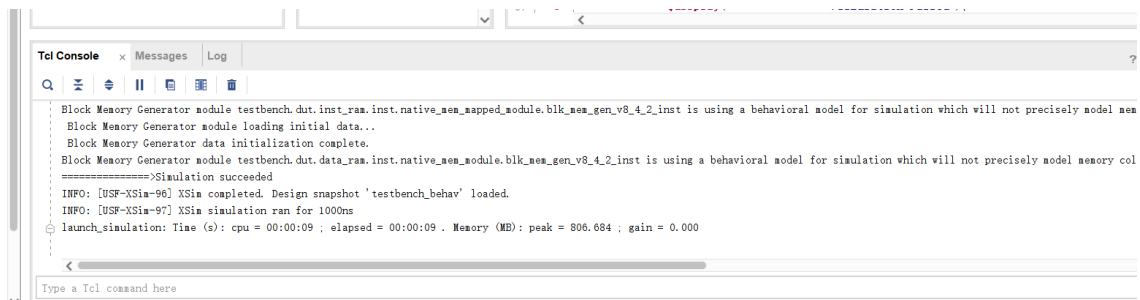 Tcl Console × Messages Log
?
Block Memory Generator module testbench.dut.inst_ram.inst.native_mem_mapped_module.blk_mem_gen_v8_4_2_inst is using a behavioral model for simulation which will not precisely model mem
Block Memory Generator module loading initial data...
Block Memory Generator data initialization complete.
Block Memory Generator module testbench.dut.data_ram.inst.native_mem_module.blk_mem_gen_v8_4_2_inst is using a behavioral model for simulation which will not precisely model memory col
===============>Simulation succeeded
INFO: [USF-XSim-96] XSim completed. Design snapshot 'testbench_behav' loaded.
INFO: [USF-XSim-97] XSim simulation ran for 1000ns
launch_simulation: Time (s): cpu = 00:00:09 ; elapsed = 00:00:09 . Memory (MB): peak = 806.684 ; gain = 0.000
Type a Tcl command here